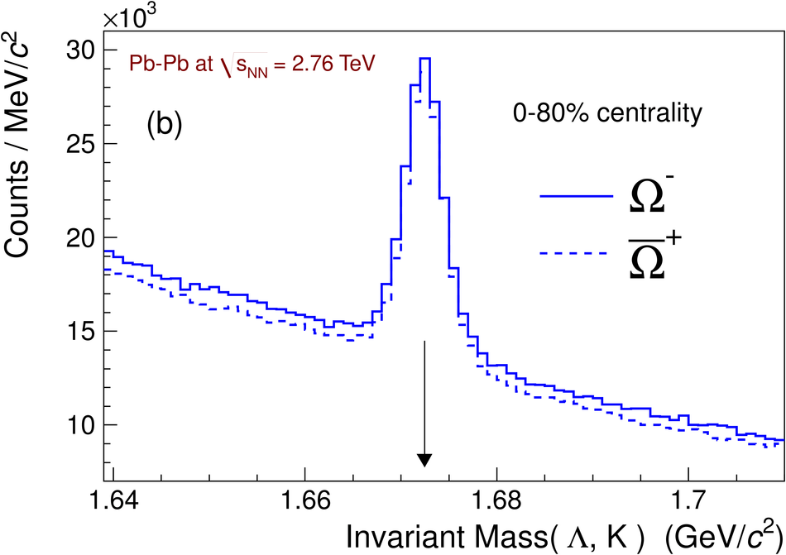 ×10³
Counts / MeV/c²
30
25
20
15
10
Pb-Pb at √s_NN = 2.76 TeV
(b)
0-80% centrality
Ω⁻
Ω̅⁺
1.64
1.66
1.68
1.7
Invariant Mass( Λ, K ) (GeV/c²)